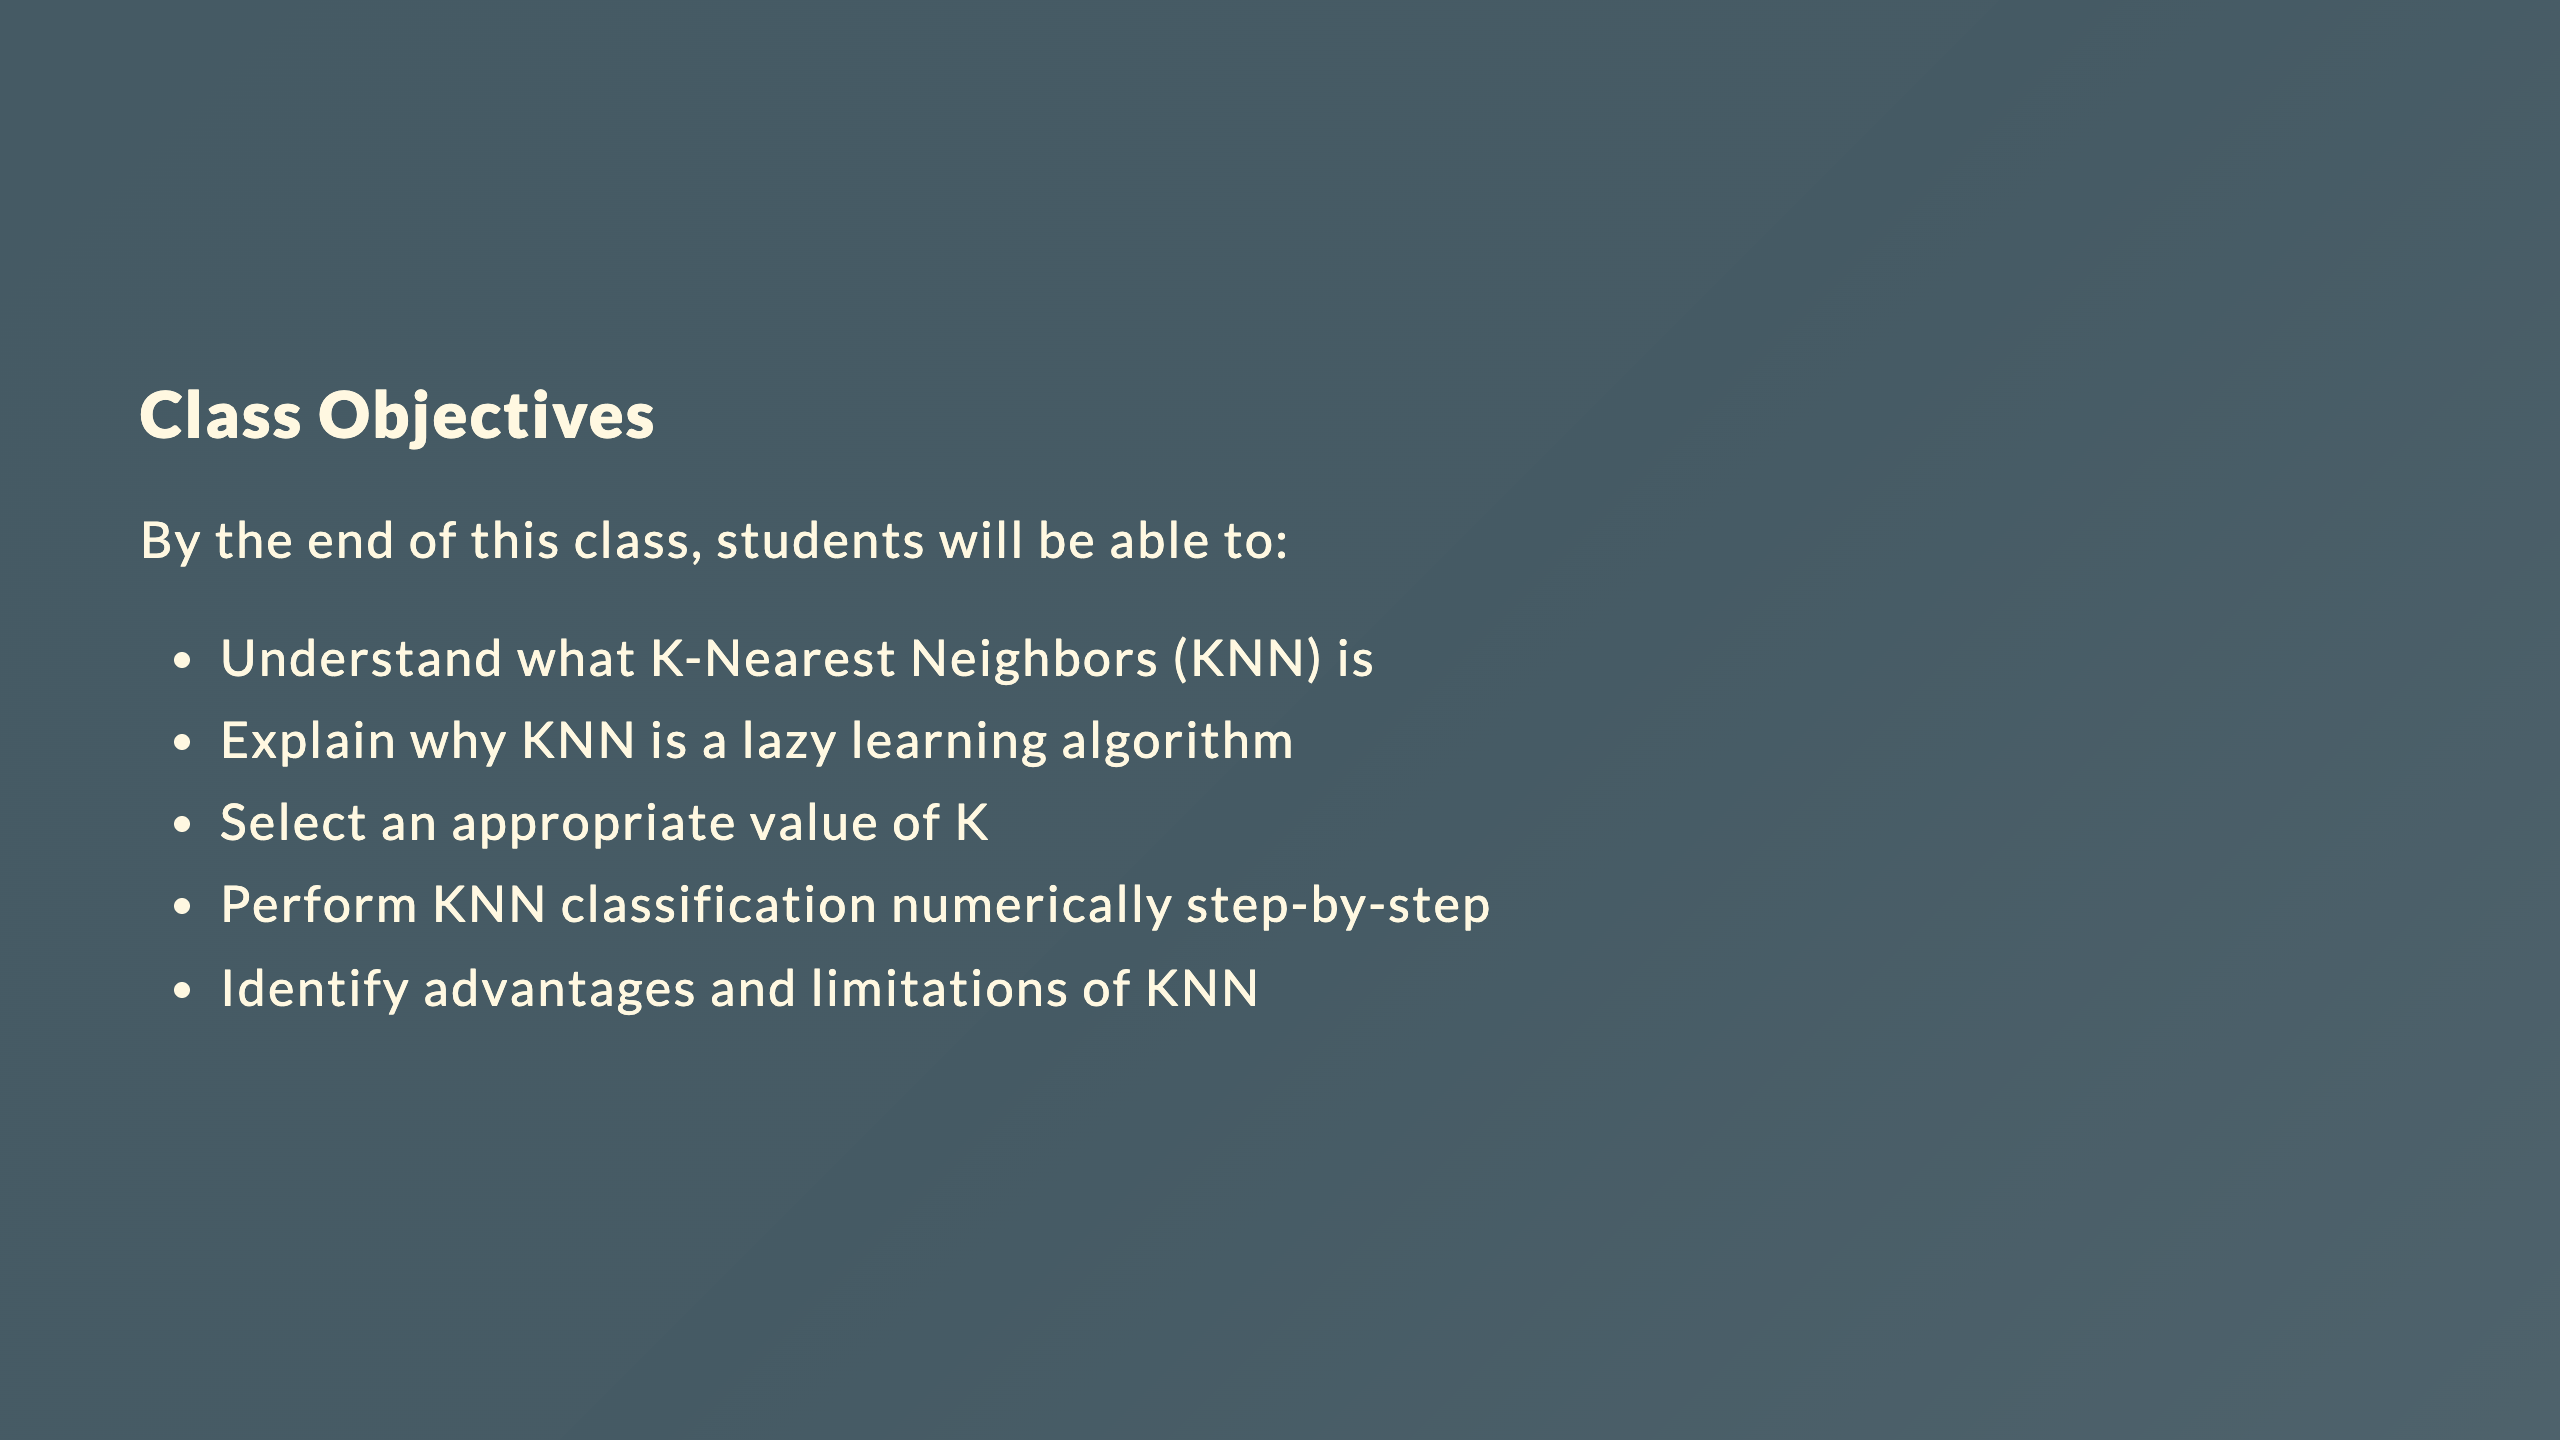 Class Objectives
By the end of this class, students will be able to:
• Understand what K-Nearest Neighbors (KNN) is
• Explain why KNN is a lazy learning algorithm
• Select an appropriate value of K
• Perform KNN classification numerically step-by-step
• Identify advantages and limitations of KNN